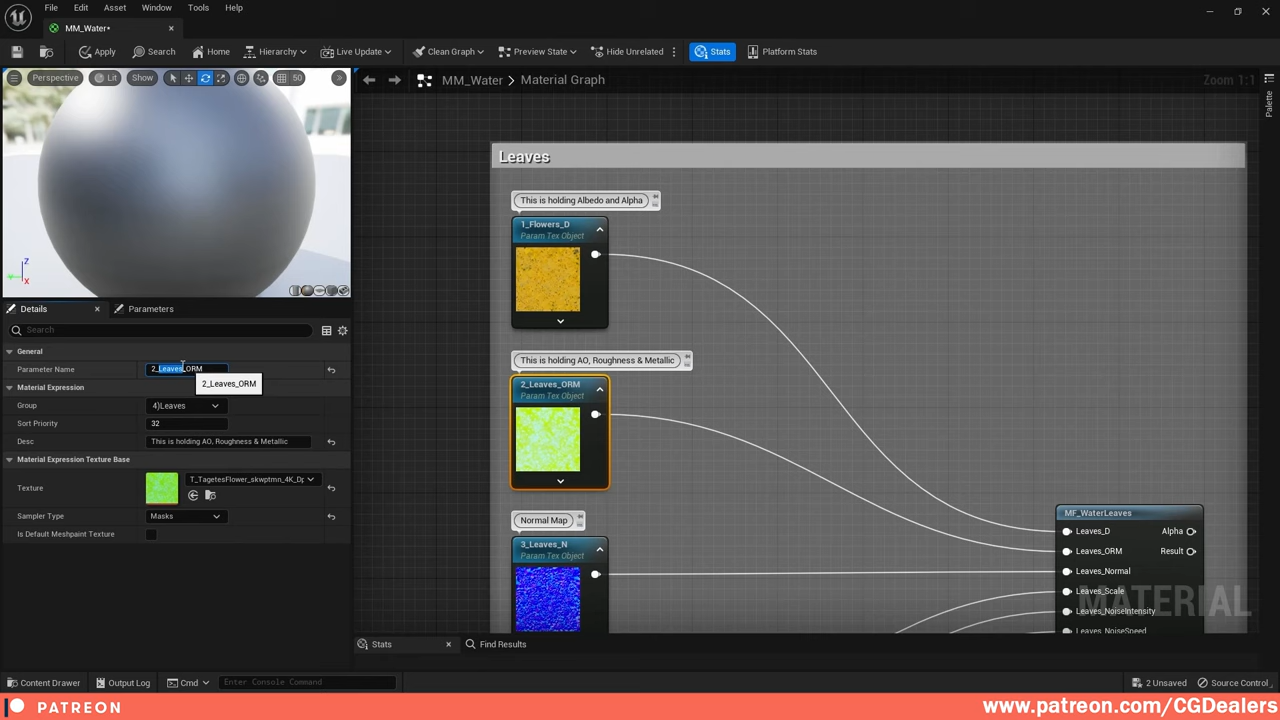 File Edit Asset Window Tools Help
MM_Water*
Apply Search Home Hierarchy Live Update Clean Graph Preview State Hide Unrelated Stats Platform Stats
Perspective Lit Show 50
MM_Water > Material Graph
Zoom 1:1
Palette
Leaves
This is holding Albedo and Alpha
1_Flowers_D
Param Tex Object
This is holding AO, Roughness & Metallic
2_Leaves_ORM
Param Tex Object
Normal Map
3_Leaves_N
Param Tex Object
MF_WaterLeaves
Leaves_D Alpha
Leaves_ORM Result
Leaves_Normal
Leaves_Scale
Leaves_NoiseIntensity
Leaves_NoiseSpeed
MATERIAL
Z
Y
X
Details Parameters
Search
General
Parameter Name 2_Leaves_ORM
2_Leaves_ORM
Material Expression
Group 4)Leaves
Sort Priority 32
Desc This is holding AO, Roughness & Metallic
Material Expression Texture Base
Texture T_TagetesFlower_skwptmn_4K_Dp
Sampler Type Masks
Is Default Meshpaint Texture
Stats Find Results
Content Drawer Output Log Cmd Enter Console Command 2 Unsaved Source Control
PATREON www.patreon.com/CGDealers